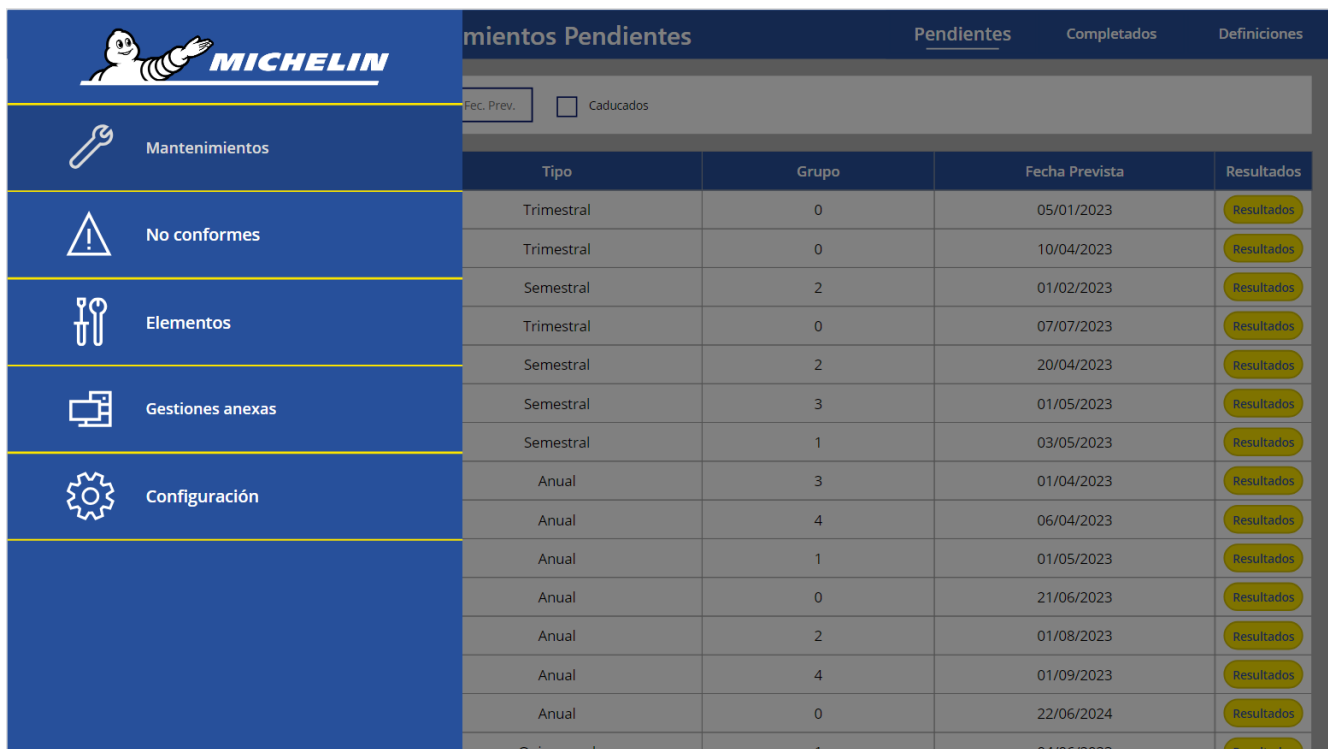 MICHELIN
Mantenimientos
No conformes
Elementos
Gestiones anexas
Configuración
mientos Pendientes
Pendientes Completados Definiciones
Fec. Prev. Caducados
Tipo Grupo Fecha Prevista Resultados
Trimestral 0 05/01/2023 Resultados
Trimestral 0 10/04/2023 Resultados
Semestral 2 01/02/2023 Resultados
Trimestral 0 07/07/2023 Resultados
Semestral 2 20/04/2023 Resultados
Semestral 3 01/05/2023 Resultados
Semestral 1 03/05/2023 Resultados
Anual 3 01/04/2023 Resultados
Anual 4 06/04/2023 Resultados
Anual 1 01/05/2023 Resultados
Anual 0 21/06/2023 Resultados
Anual 2 01/08/2023 Resultados
Anual 4 01/09/2023 Resultados
Anual 0 22/06/2024 Resultados